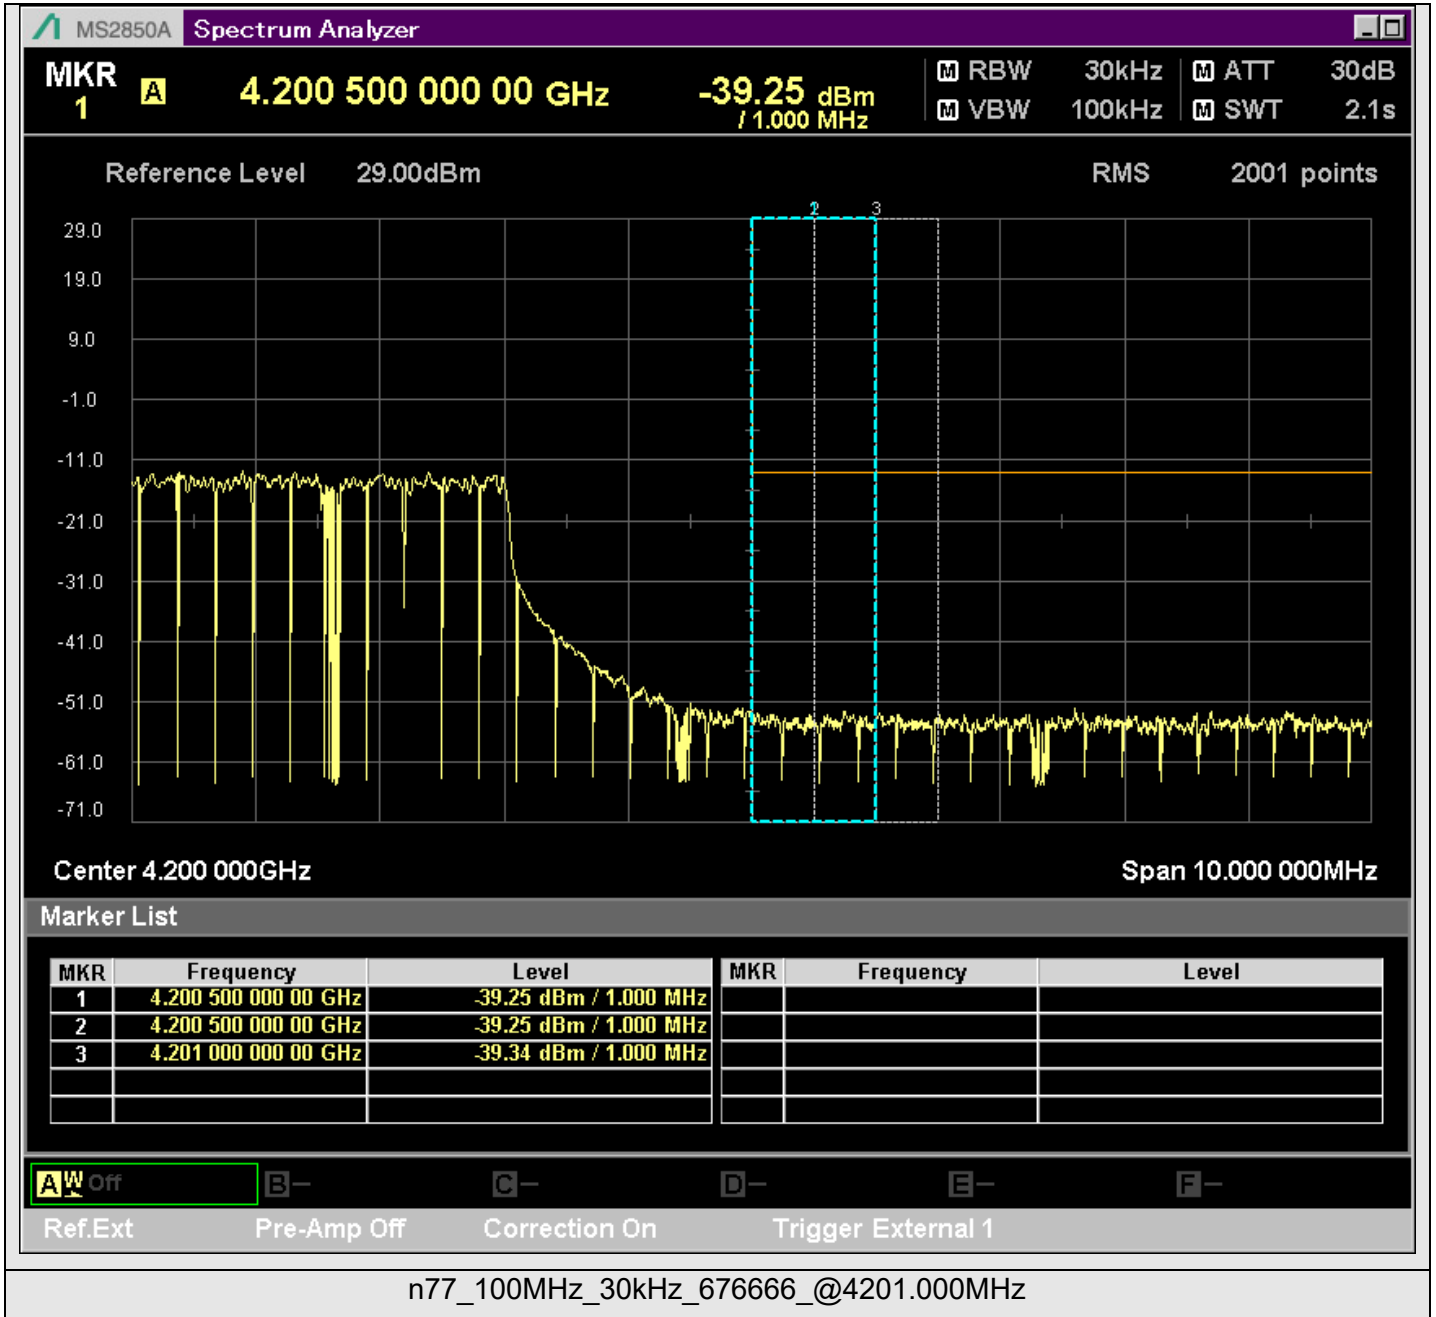 MS2850A Spectrum Analyzer
MKR 1 A 4.200 500 000 00 GHz -39.25 dBm / 1.000 MHz
M RBW 30kHz M ATT 30dB
M VBW 100kHz M SWT 2.1s
Reference Level 29.00dBm RMS 2001 points
2 3
29.0
19.0
9.0
-1.0
-11.0
-21.0
-31.0
-41.0
-51.0
-61.0
-71.0
Center 4.200 000GHz Span 10.000 000MHz
Marker List
MKR Frequency Level MKR Frequency Level
1 4.200 500 000 00 GHz -39.25 dBm / 1.000 MHz
2 4.200 500 000 00 GHz -39.25 dBm / 1.000 MHz
3 4.201 000 000 00 GHz -39.34 dBm / 1.000 MHz
A W Off B – C – D – E – F –
Ref.Ext Pre-Amp Off Correction On Trigger External 1
n77_100MHz_30kHz_676666_@4201.000MHz